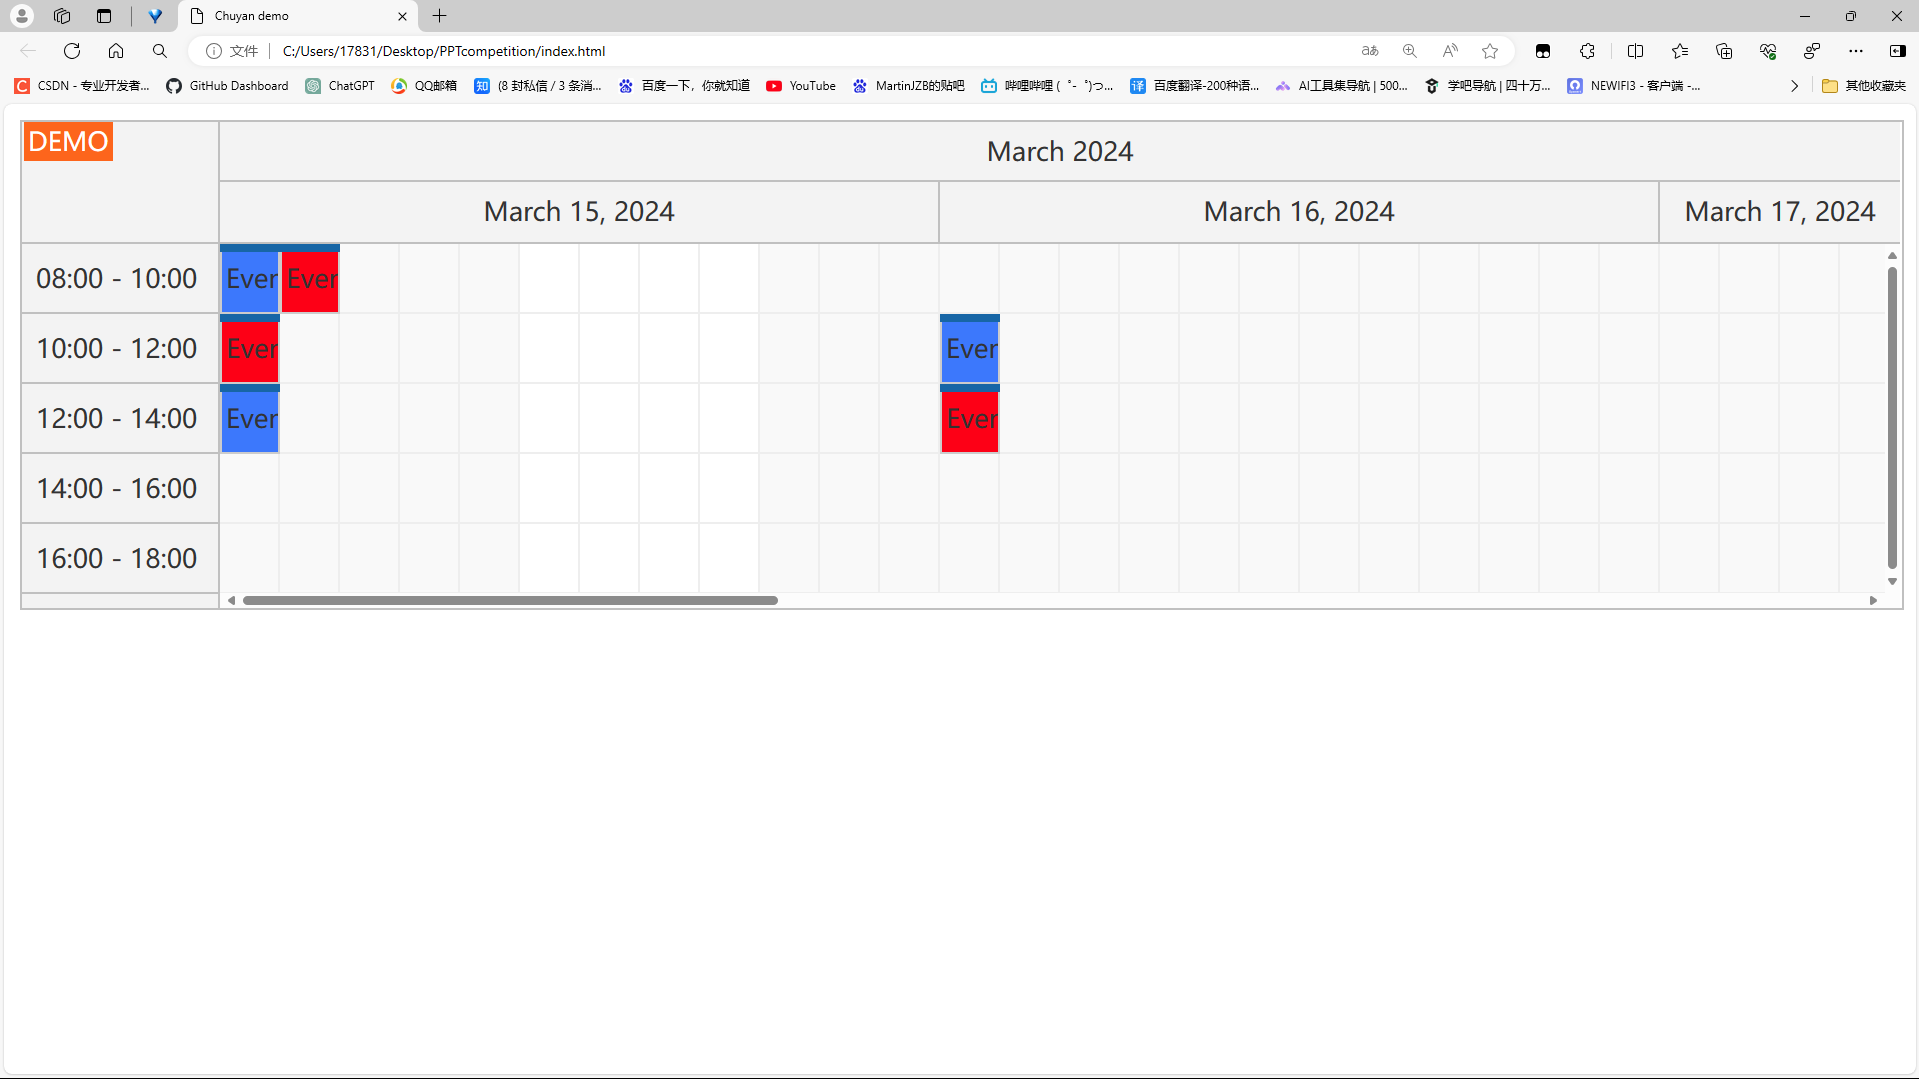 Chuyan demo
文件
C:/Users/17831/Desktop/PPTcompetition/index.html
CSDN - 专业开发者... GitHub Dashboard ChatGPT QQ邮箱 (8 封私信 / 3 条消... 百度一下，你就知道 YouTube MartinJZB的贴吧 哔哩哔哩 (゜-゜)つ... 百度翻译-200种语... AI工具集导航 | 500... 学吧导航 | 四十万... NEWIFI3 - 客户端 -... 其他收藏夹
DEMO
March 2024
March 15, 2024 March 16, 2024 March 17, 2024
08:00 - 10:00 Ever Ever
10:00 - 12:00 Ever Ever
12:00 - 14:00 Ever Ever
14:00 - 16:00
16:00 - 18:00